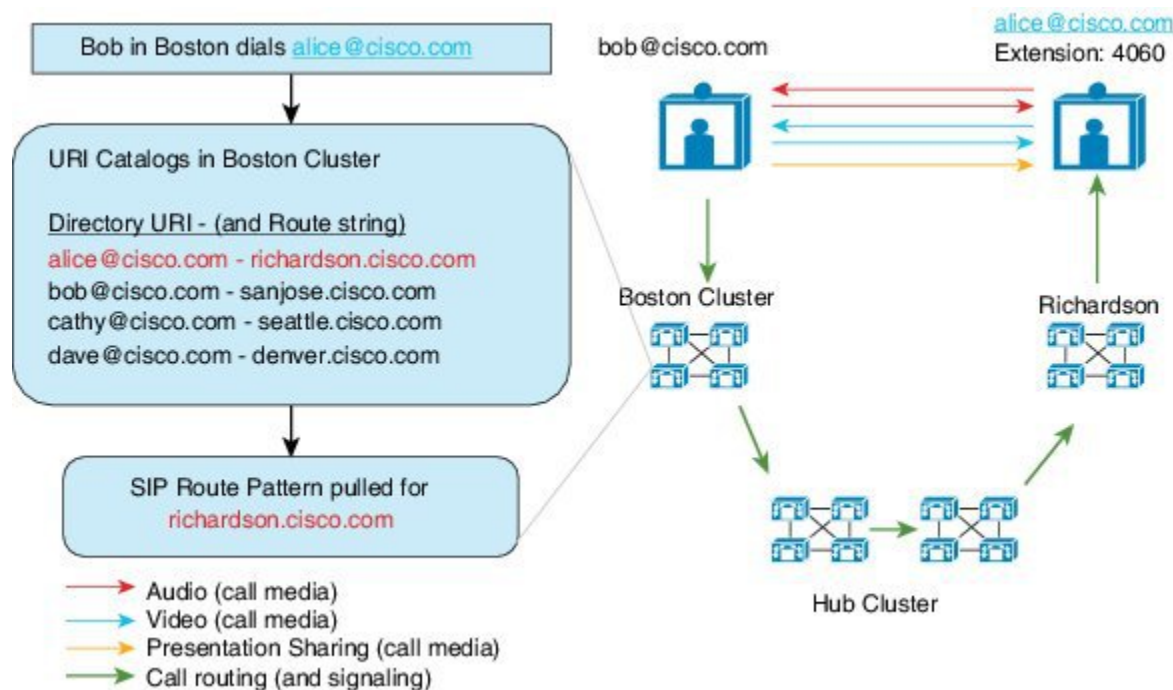 Bob in Boston dials alice@cisco.com
URI Catalogs in Boston Cluster
Directory URI - (and Route string)
alice@cisco.com - richardson.cisco.com
bob@cisco.com - sanjose.cisco.com
cathy@cisco.com - seattle.cisco.com
dave@cisco.com - denver.cisco.com
SIP Route Pattern pulled for
richardson.cisco.com
Audio (call media)
Video (call media)
Presentation Sharing (call media)
Call routing (and signaling)
bob@cisco.com
alice@cisco.com
Extension: 4060
Boston Cluster
Richardson
Hub Cluster